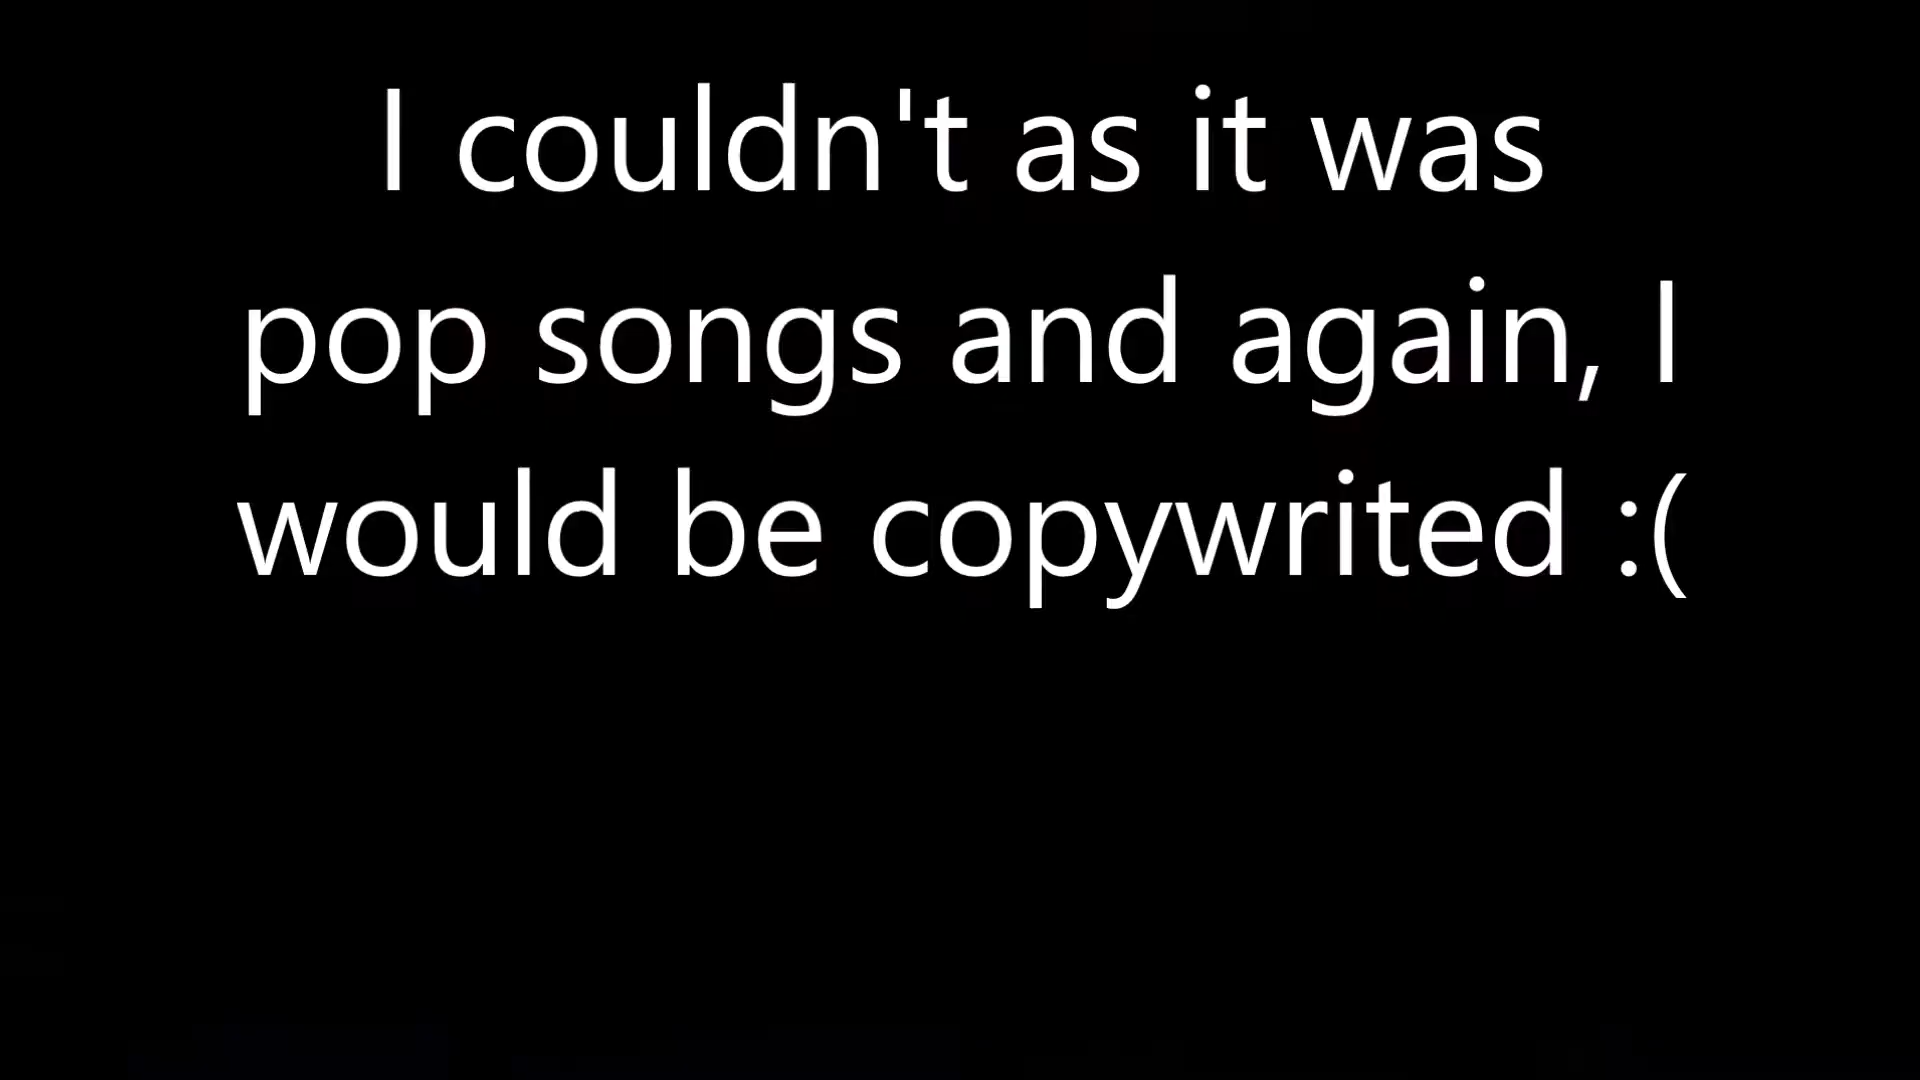 I couldn't as it was
pop songs and again, I
would be copywrited :(